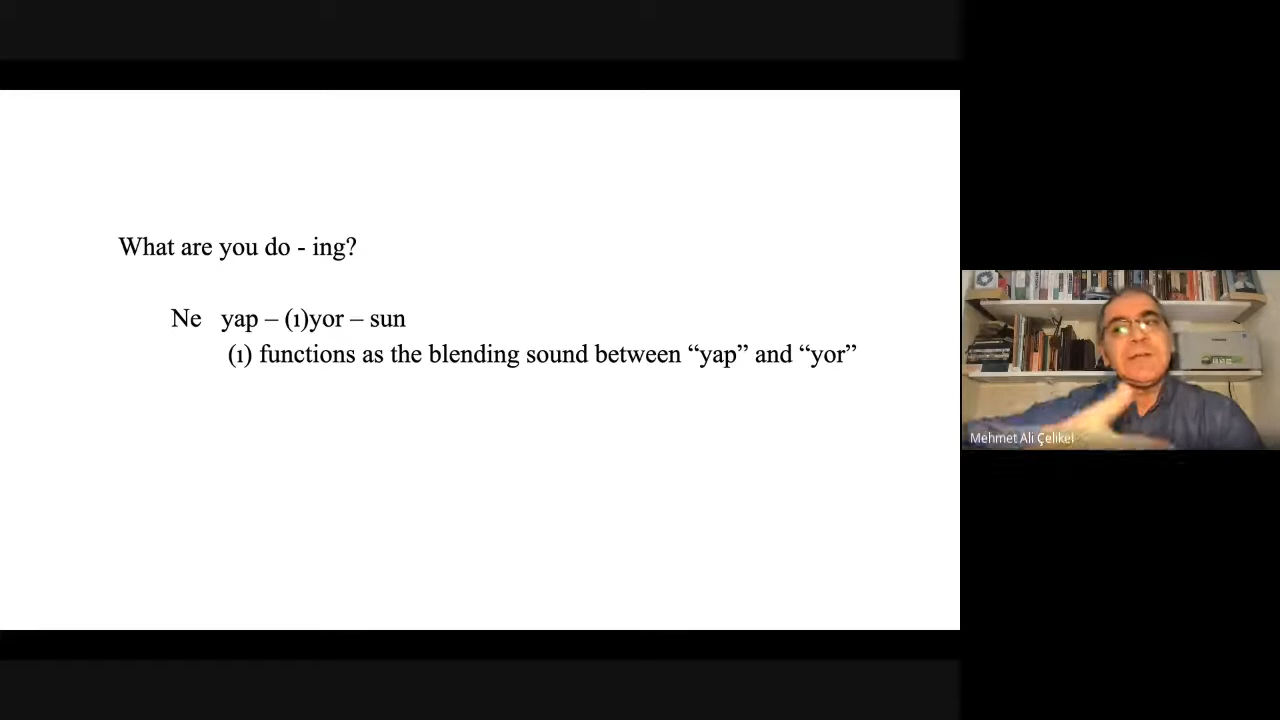 What are you do - ing?
Ne yap – (ı)yor – sun
(ı) functions as the blending sound between “yap” and “yor”
Mehmet Ali Çelikel